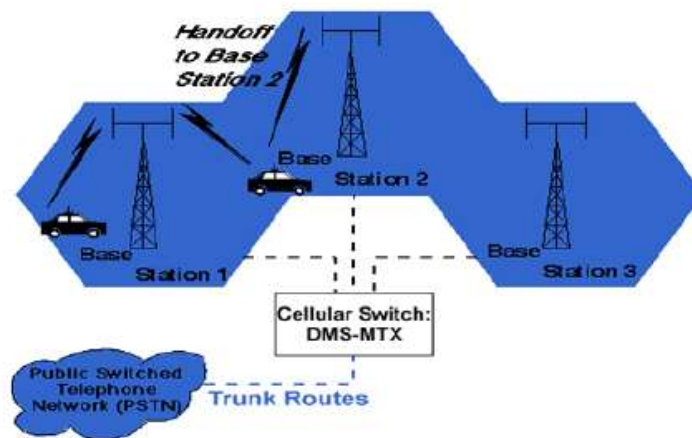 Handoff
to Base
Station 2
Base
Station 2
Base
Station 1
Base
Station 3
Cellular Switch:
DMS-MTX
Public Switched
Telephone
Network (PSTN)
Trunk Routes